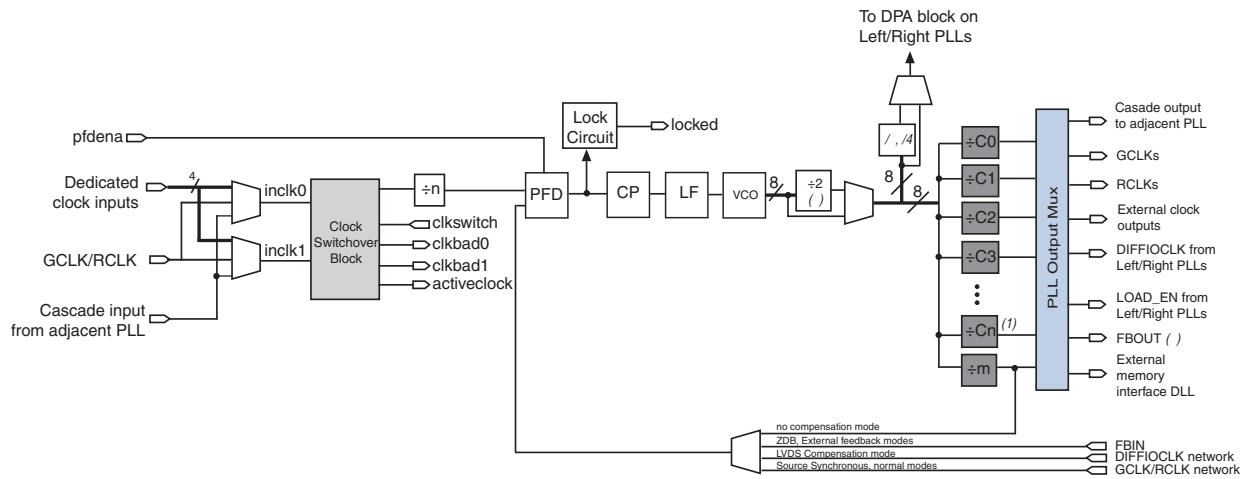 To DPA block on
Left/Right PLLs
pfdena
Lock
Circuit
locked
/ , /4
Dedicated
clock inputs
4
inclk0
÷n
PFD
CP
LF
VCO
8
÷2
( )
8
8
÷C0
÷C1
÷C2
÷C3
÷Cn
(1)
÷m
PLL Output Mux
Casade output
to adjacent PLL
GCLKs
RCLKs
External clock
outputs
DIFFIOCLK from
Left/Right PLLs
LOAD_EN from
Left/Right PLLs
FBOUT ( )
External
memory
interface DLL
GCLK/RCLK
inclk1
Clock
Switchover
Block
clkswitch
clkbad0
clkbad1
activeclock
Cascade input
from adjacent PLL
no compensation mode
ZDB, External feedback modes
LVDS Compensation mode
Source Synchronous, normal modes
FBIN
DIFFIOCLK network
GCLK/RCLK network